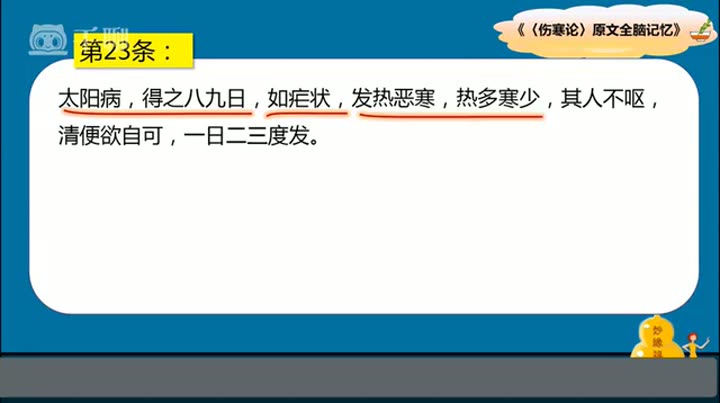 《〈伤寒论〉原文全脑记忆》
第23条：
太阳病，得之八九日，如疟状，发热恶寒，热多寒少，其人不呕，
清便欲自可，一日二三度发。
妙
缘